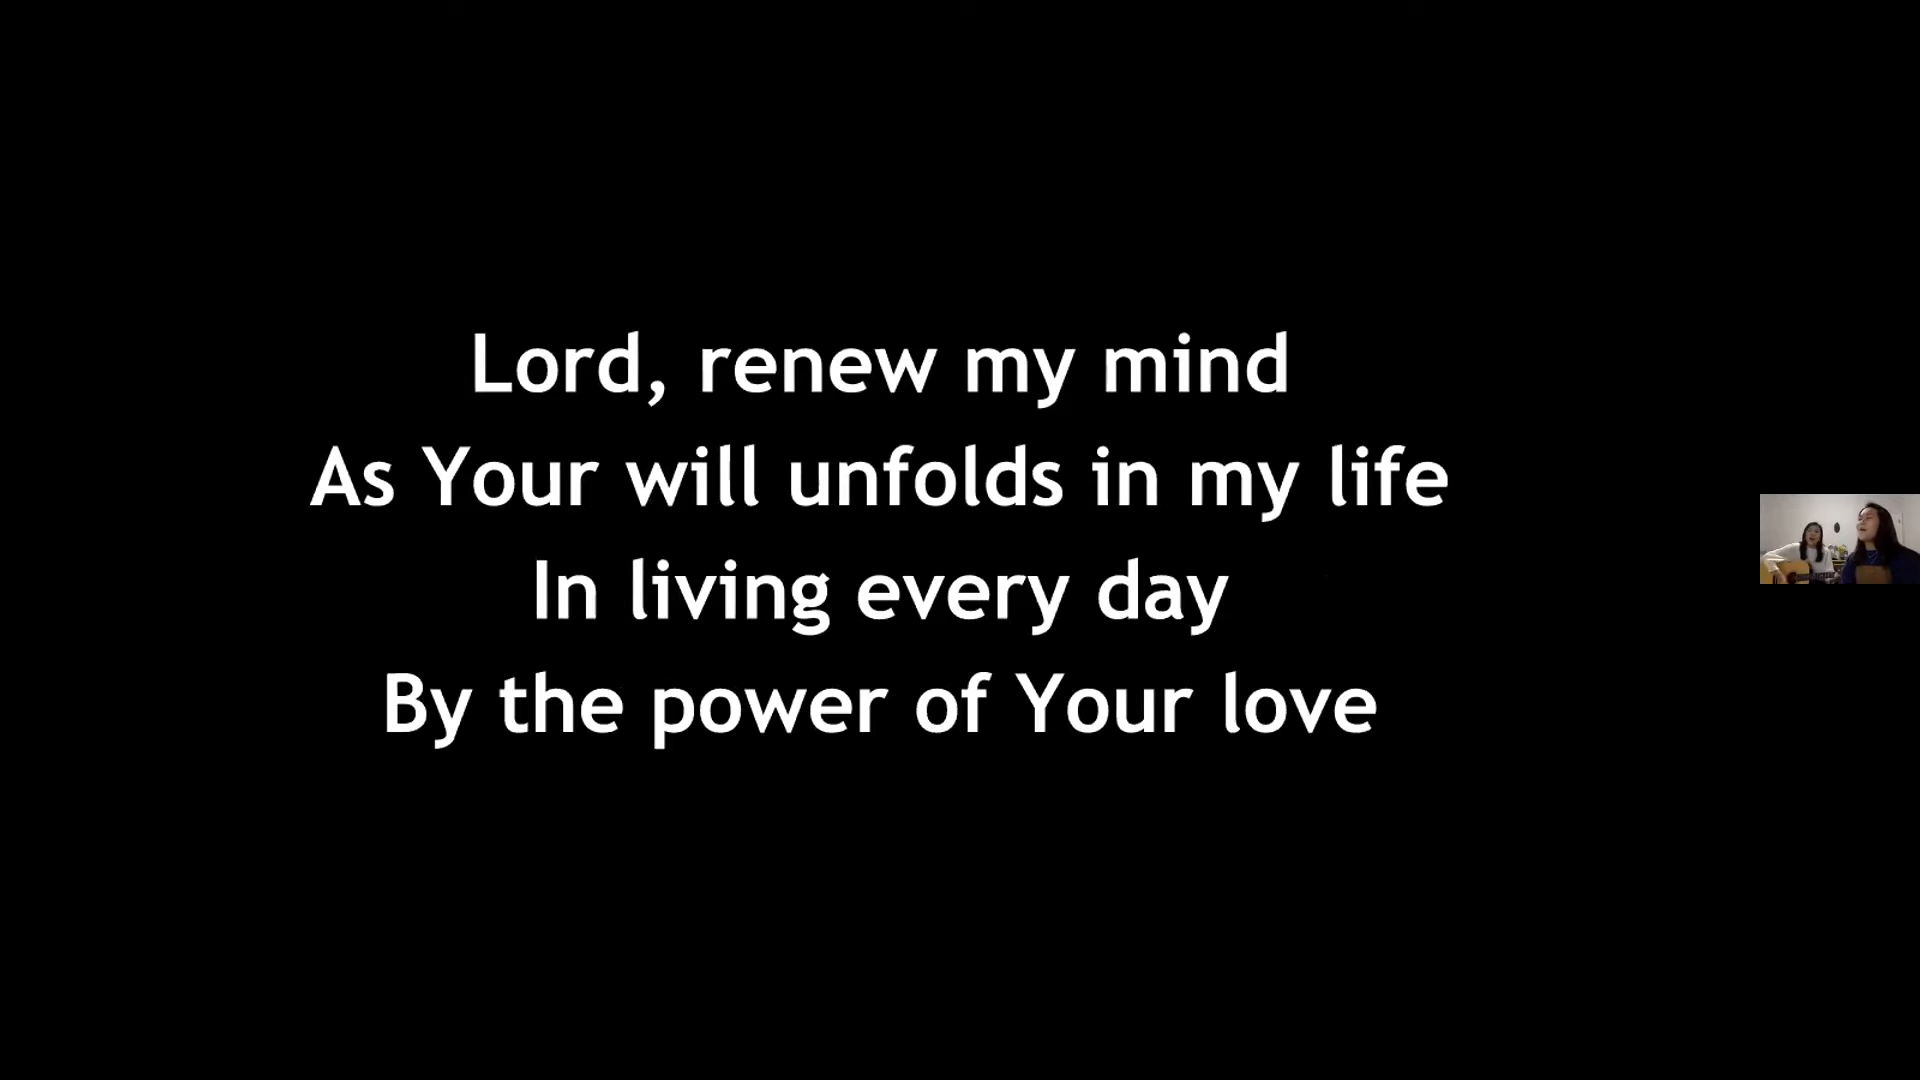 Lord, renew my mind
As Your will unfolds in my life
In living every day
By the power of Your love